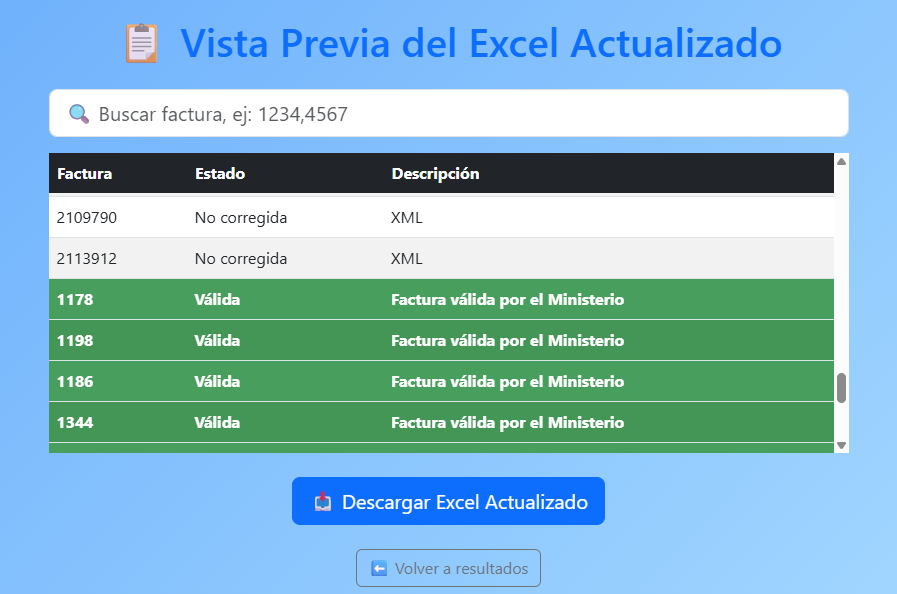 Vista Previa del Excel Actualizado
Buscar factura, ej: 1234,4567
Factura Estado Descripción
2109790 No corregida XML
2113912 No corregida XML
1178 Válida Factura válida por el Ministerio
1198 Válida Factura válida por el Ministerio
1186 Válida Factura válida por el Ministerio
1344 Válida Factura válida por el Ministerio
Descargar Excel Actualizado
Volver a resultados